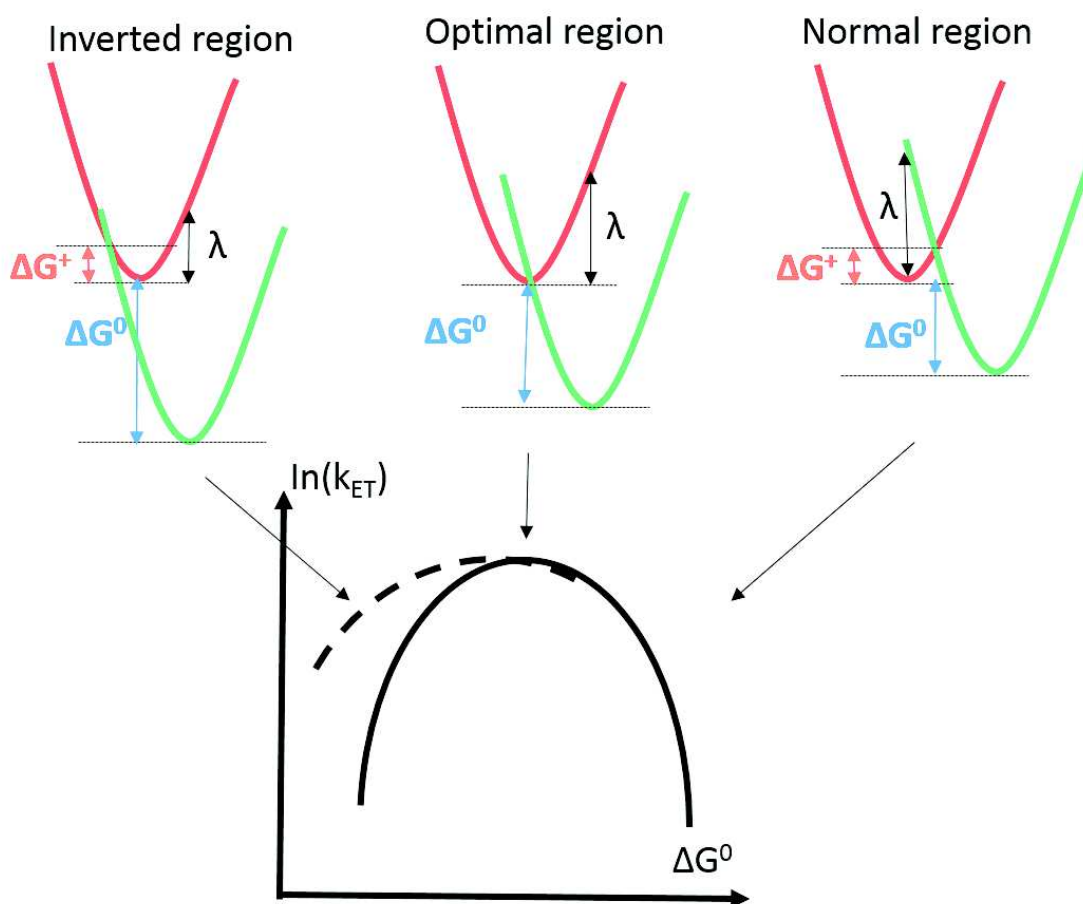 Inverted region
Optimal region
Normal region
λ
ΔG⁺
ΔG⁰
λ
ΔG⁰
λ
ΔG⁺
ΔG⁰
ln(k_ET)
ΔG⁰